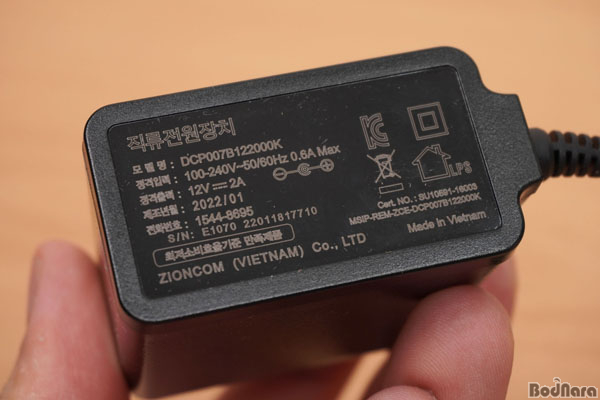 직류전원장치
모 델 명 : DCP007B122000K
정격입력 : 100-240V~50/60Hz 0.6A Max
정격출력 : 12V ⎓ 2A
제조년월 : 2022/01
전화번호 : 1544-8695
S/N: E1070 22011817710
최저소비효율기준 만족제품
ZIONCOM (VIETNAM) Co., LTD
LPS
Cert. NO.: SU10691-16003
MSIP-REM-ZCE-DCP007B122000K
Made in Vietnam
BodNara